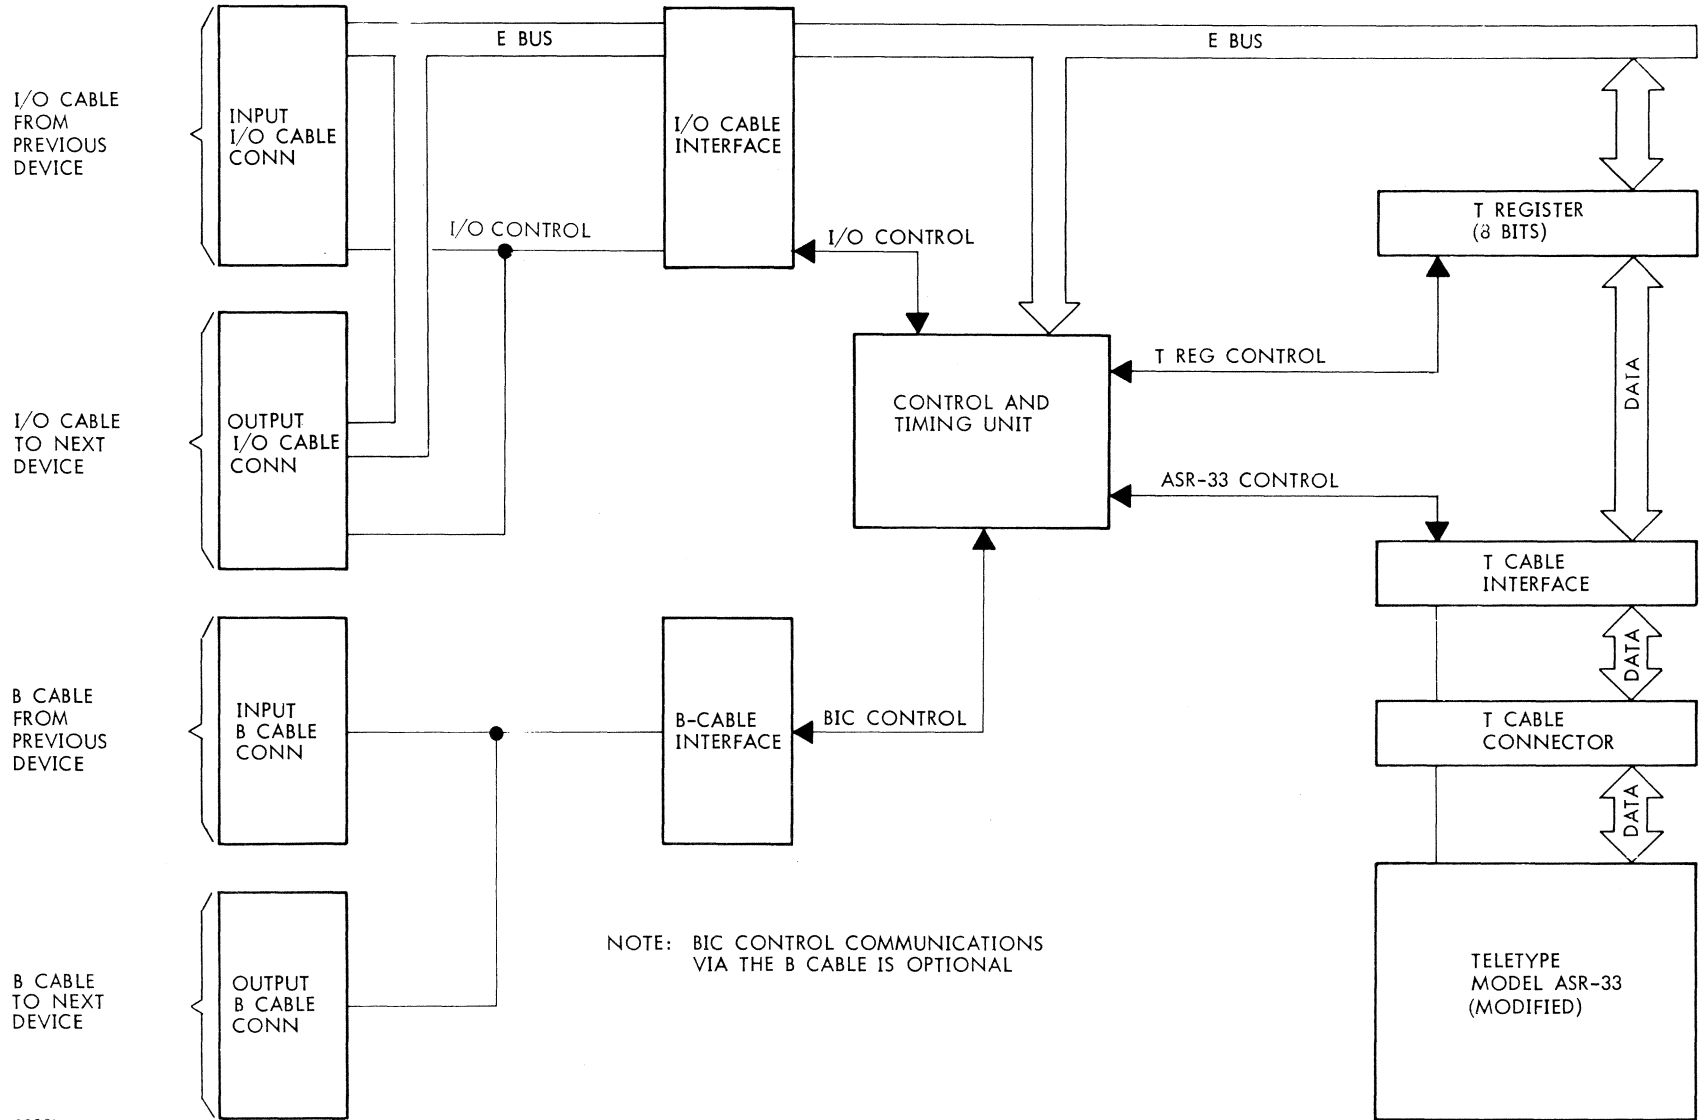 E BUS
E BUS
I/O CABLE
FROM
PREVIOUS
DEVICE
INPUT
I/O CABLE
CONN
I/O CABLE
INTERFACE
I/O CONTROL
I/O CONTROL
T REGISTER
(8 BITS)
I/O CABLE
TO NEXT
DEVICE
OUTPUT
I/O CABLE
CONN
CONTROL AND
TIMING UNIT
T REG CONTROL
DATA
ASR-33 CONTROL
T CABLE
INTERFACE
DATA
B CABLE
FROM
PREVIOUS
DEVICE
INPUT
B CABLE
CONN
B-CABLE
INTERFACE
BIC CONTROL
T CABLE
CONNECTOR
DATA
B CABLE
TO NEXT
DEVICE
OUTPUT
B CABLE
CONN
NOTE: BIC CONTROL COMMUNICATIONS
VIA THE B CABLE IS OPTIONAL
TELETYPE
MODEL ASR-33
(MODIFIED)